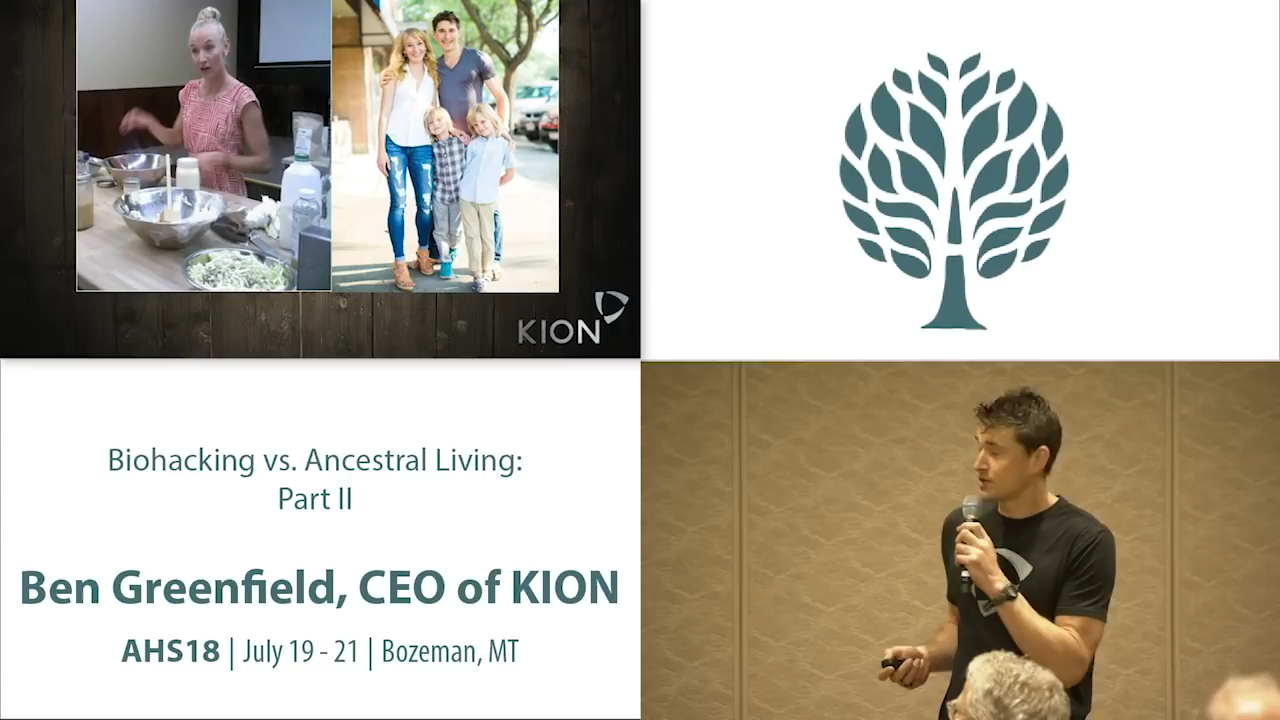 KION
Biohacking vs. Ancestral Living:
Part II
Ben Greenfield, CEO of KION
AHS18 | July 19 - 21 | Bozeman, MT